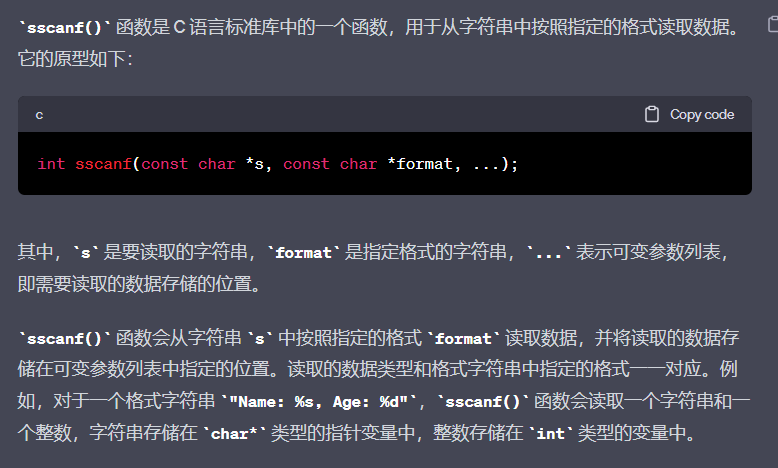 `sscanf()` 函数是 C 语言标准库中的一个函数，用于从字符串中按照指定的格式读取数据。
它的原型如下：
c
Copy code
int sscanf(const char *s, const char *format, ...);
其中，`s` 是要读取的字符串，`format` 是指定格式的字符串，`...` 表示可变参数列表，
即需要读取的数据存储的位置。
`sscanf()` 函数会从字符串 `s` 中按照指定的格式 `format` 读取数据，并将读取的数据存
储在可变参数列表中指定的位置。读取的数据类型和格式字符串中指定的格式一一对应。例
如，对于一个格式字符串 `"Name: %s, Age: %d"`，`sscanf()` 函数会读取一个字符串和一
个整数，字符串存储在 `char*` 类型的指针变量中，整数存储在 `int` 类型的变量中。